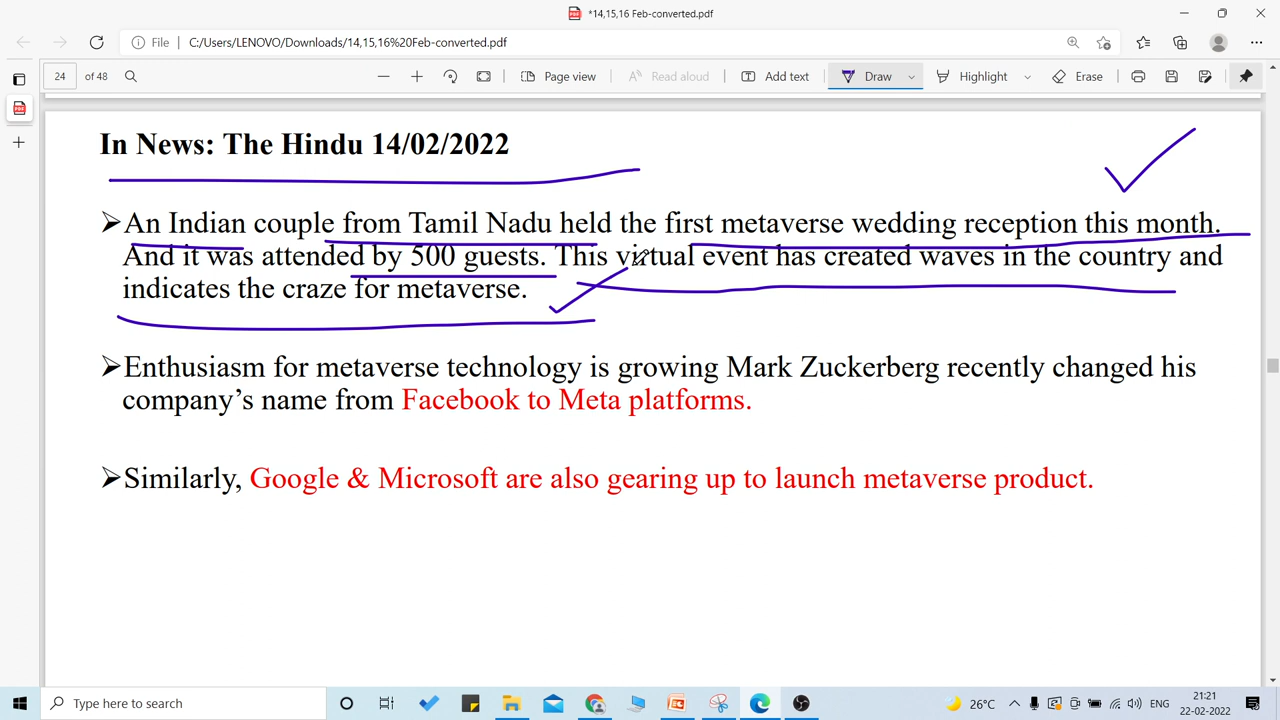 *14,15,16 Feb-converted.pdf
File C:/Users/LENOVO/Downloads/14,15,16%20Feb-converted.pdf
24 of 48 Page view Read aloud Add text Draw Highlight Erase
In News: The Hindu 14/02/2022
➢An Indian couple from Tamil Nadu held the first metaverse wedding reception this month.
And it was attended by 500 guests. This virtual event has created waves in the country and
indicates the craze for metaverse.
➢Enthusiasm for metaverse technology is growing Mark Zuckerberg recently changed his
company's name from Facebook to Meta platforms.
➢Similarly, Google & Microsoft are also gearing up to launch metaverse product.
Type here to search 26°C ENG 21:21
22-02-2022